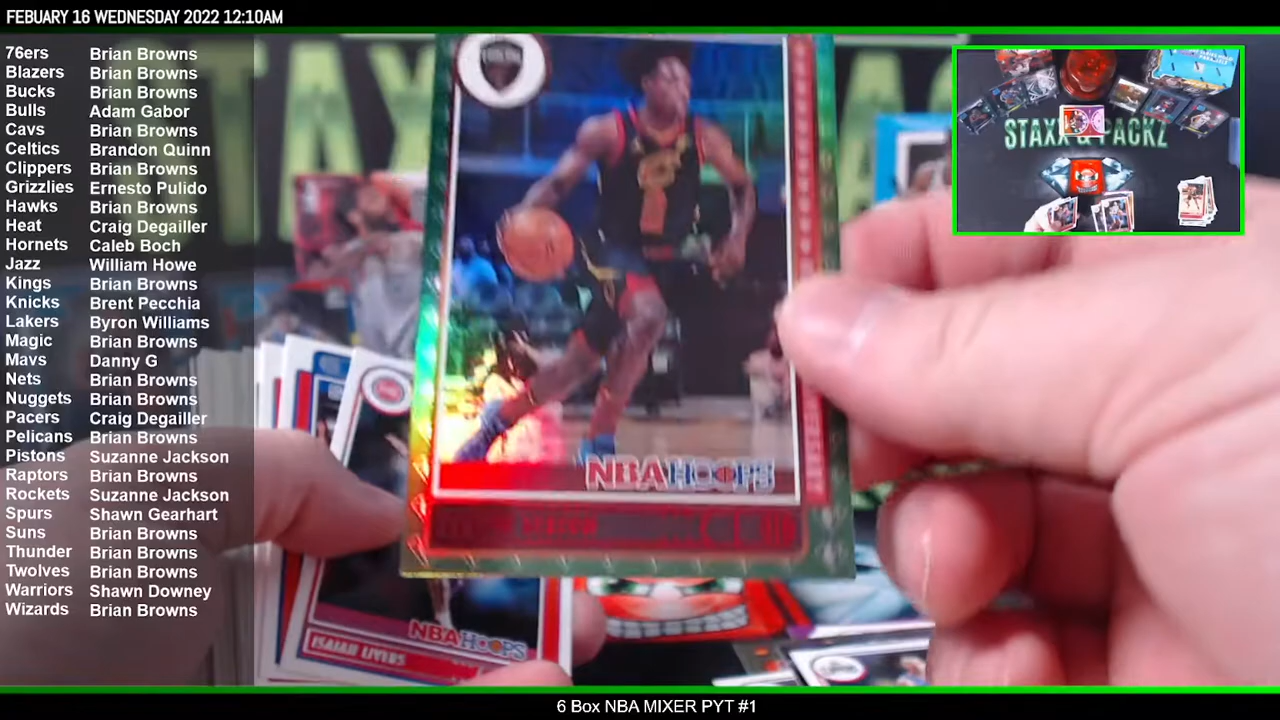 FEBUARY 16 WEDNESDAY 2022 12:10AM
76ers Brian Browns
Blazers Brian Browns
Bucks Brian Browns
Bulls Adam Gabor
Cavs Brian Browns
Celtics Brandon Quinn
Clippers Brian Browns
Grizzlies Ernesto Pulido
Hawks Brian Browns
Heat Craig Degailler
Hornets Caleb Boch
Jazz William Howe
Kings Brian Browns
Knicks Brent Pecchia
Lakers Byron Williams
Magic Brian Browns
Mavs Danny G
Nets Brian Browns
Nuggets Brian Browns
Pacers Craig Degailler
Pelicans Brian Browns
Pistons Suzanne Jackson
Raptors Brian Browns
Rockets Suzanne Jackson
Spurs Shawn Gearhart
Suns Brian Browns
Thunder Brian Browns
Twolves Brian Browns
Warriors Shawn Downey
Wizards Brian Browns
STAXX & PACKZ
NBA HOOPS
NBA HOOPS
ISAIAH LIVERS
6 Box NBA MIXER PYT #1